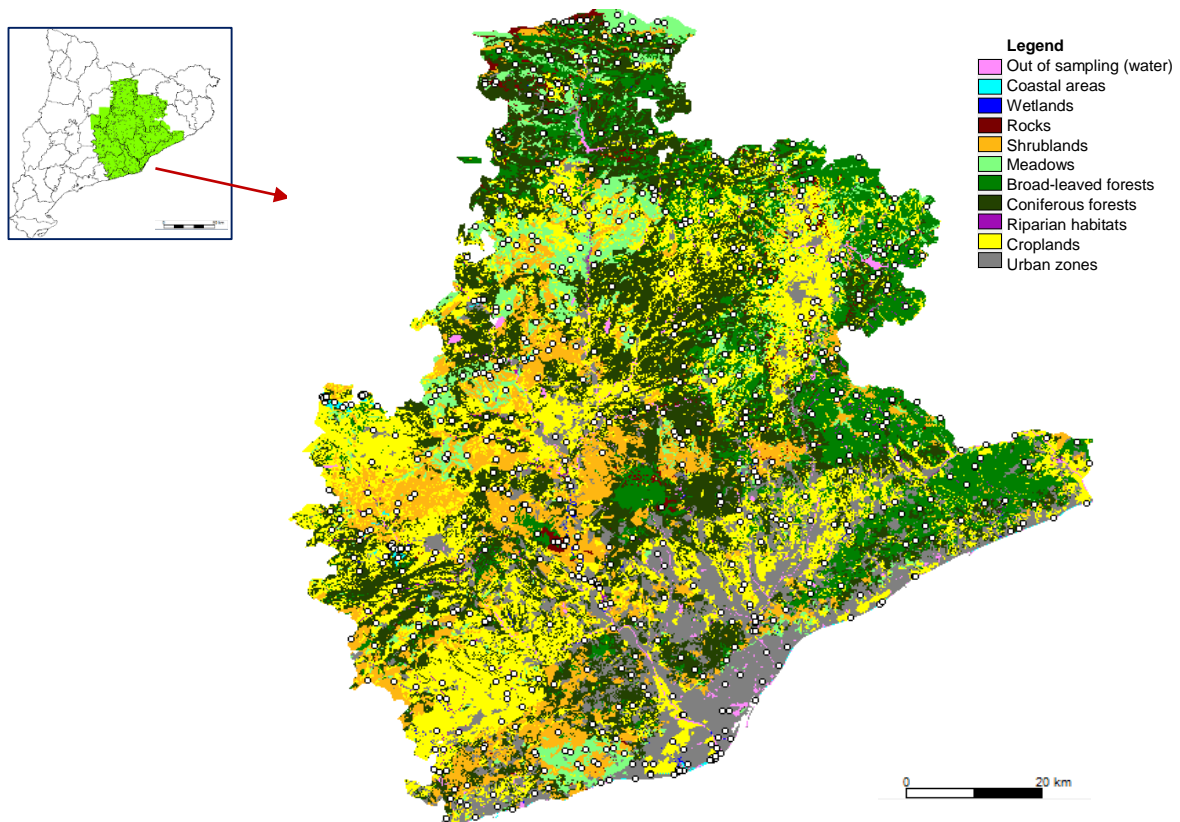 Legend
Out of sampling (water)
Coastal areas
Wetlands
Rocks
Shrublands
Meadows
Broad-leaved forests
Coniferous forests
Riparian habitats
Croplands
Urban zones
0 20 km